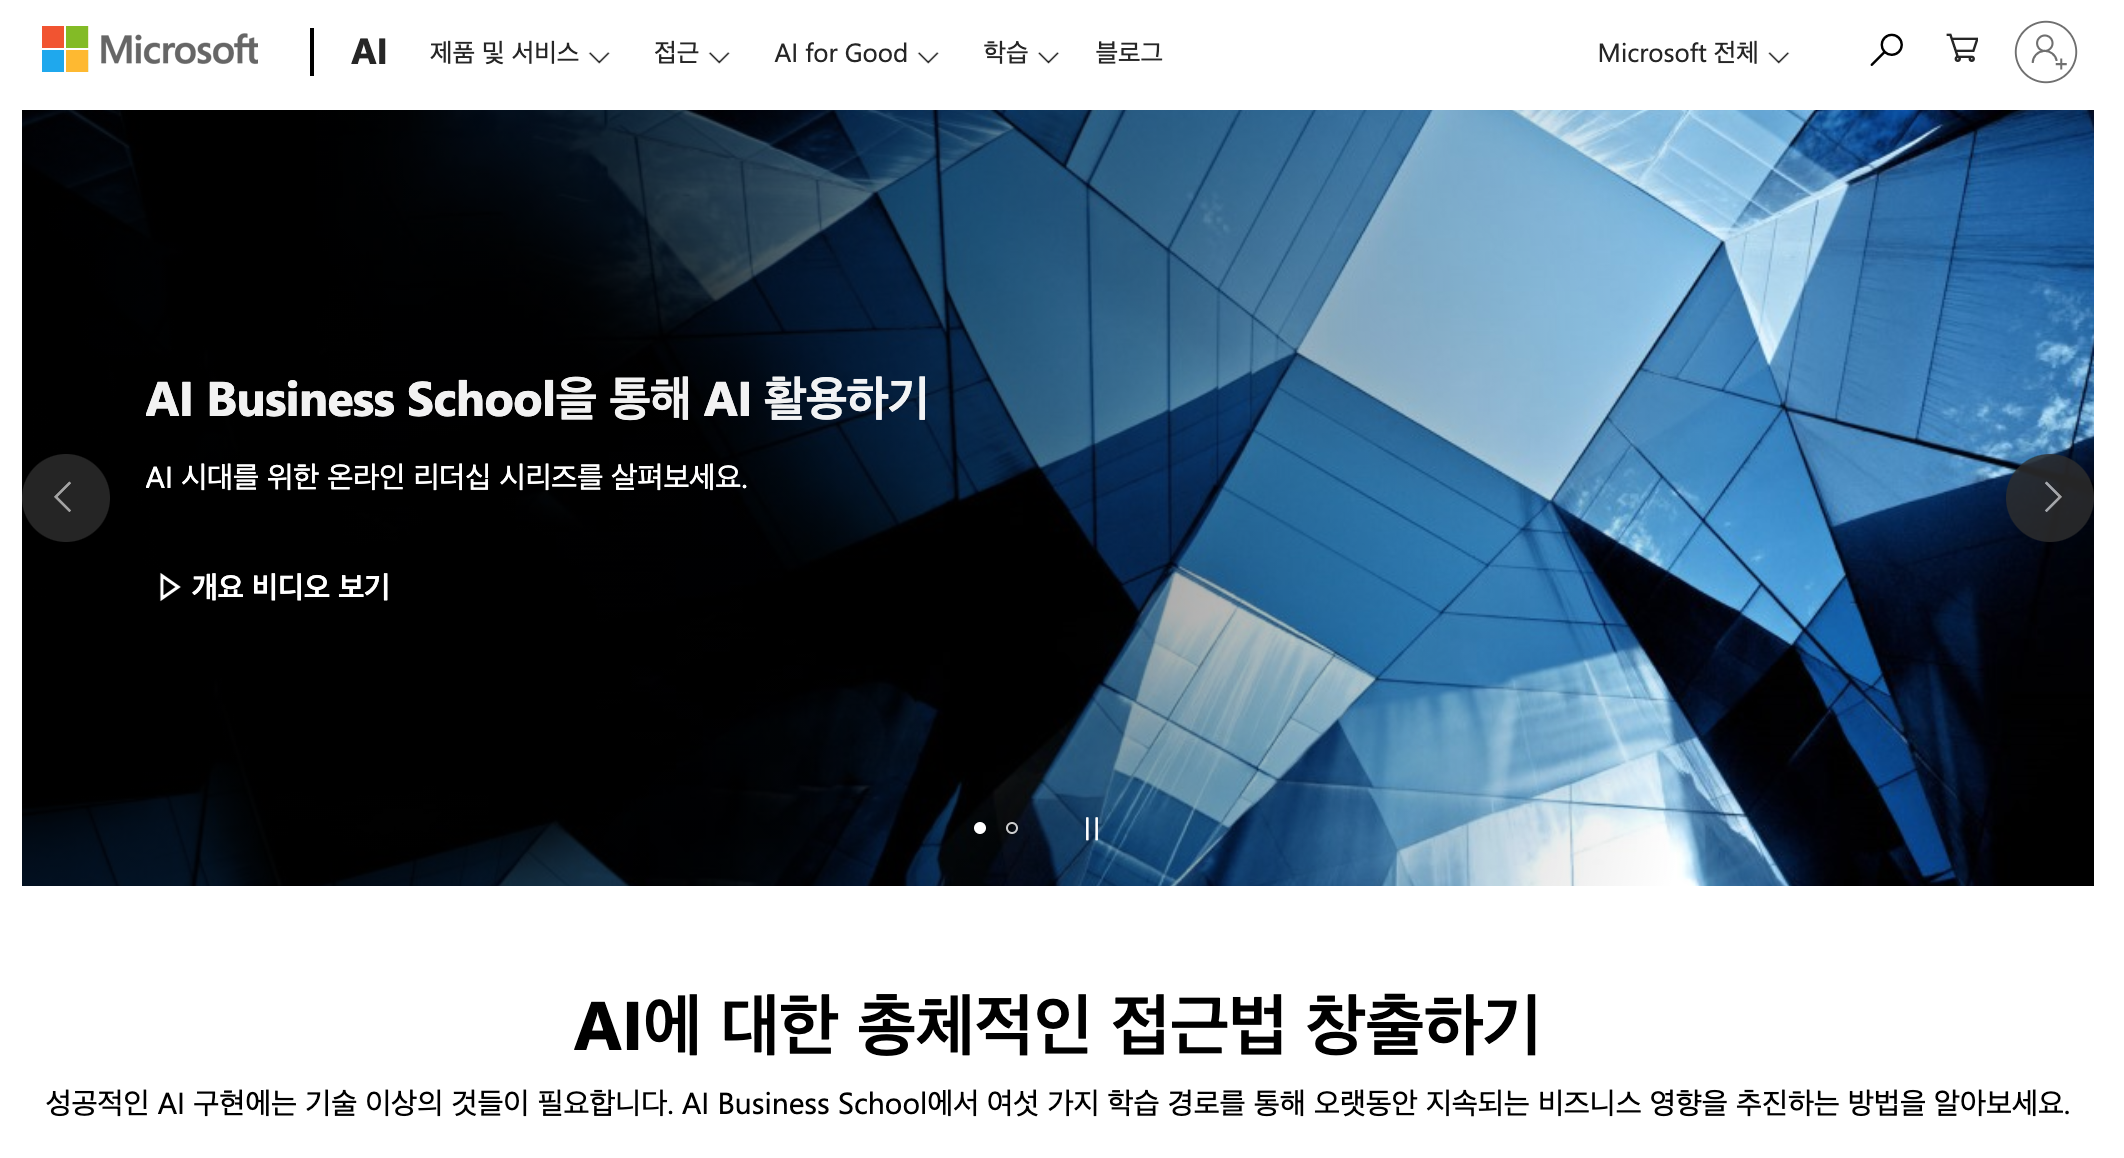 Microsoft
AI 제품 및 서비스 접근 AI for Good 학습 블로그 Microsoft 전체
AI Business School을 통해 AI 활용하기
AI 시대를 위한 온라인 리더십 시리즈를 살펴보세요.
개요 비디오 보기
AI에 대한 총체적인 접근법 창출하기
성공적인 AI 구현에는 기술 이상의 것들이 필요합니다. AI Business School에서 여섯 가지 학습 경로를 통해 오랫동안 지속되는 비즈니스 영향을 추진하는 방법을 알아보세요.